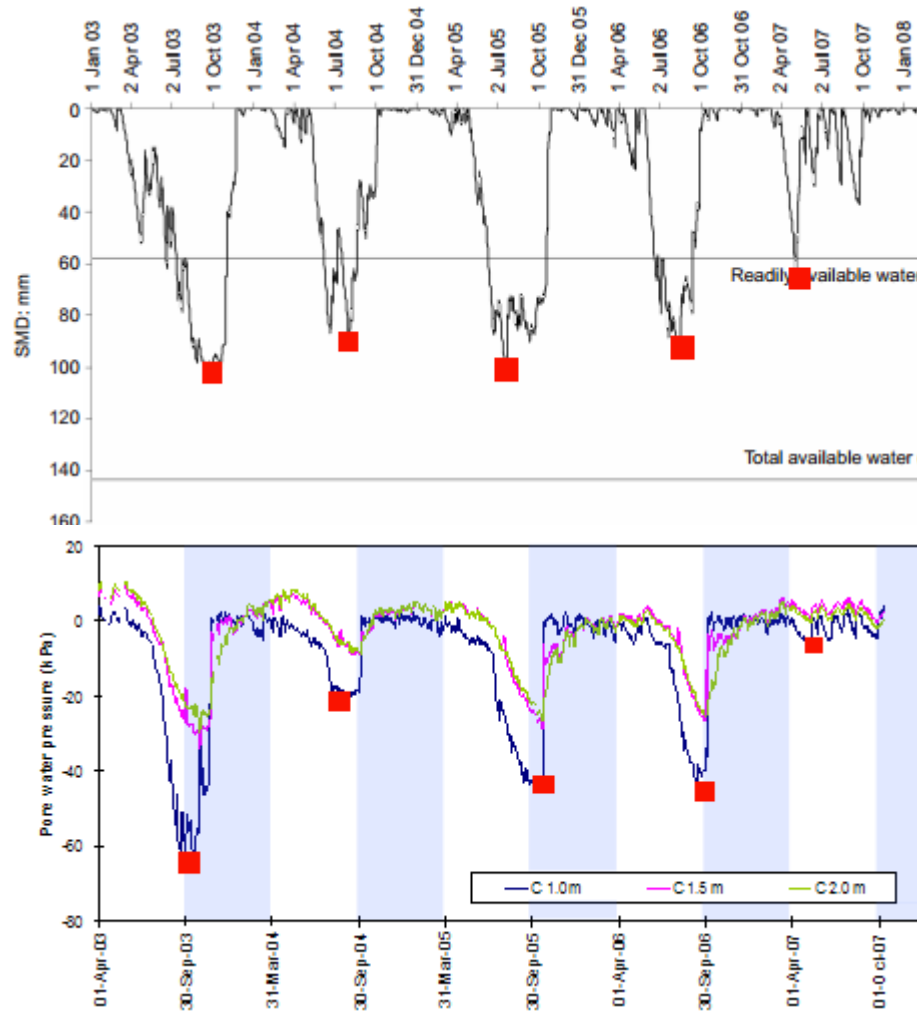 1 Jan 03
2 Apr 03
2 Jul 03
1 Oct 03
1 Jan 04
1 Apr 04
1 Jul 04
1 Oct 04
31 Dec 04
1 Apr 05
2 Jul 05
1 Oct 05
31 Dec 05
1 Apr 06
2 Jul 06
1 Oct 06
31 Oct 06
2 Apr 07
2 Jul 07
1 Oct 07
1 Jan 08
0
20
40
60
80
100
120
140
160
SMD: mm
Readily available water
Total available water
20
0
-20
-40
-60
-80
Pore water pressure (kPa)
C 1.0m C 1.5 m C 2.0 m
01-Apr-03
30-Sep-03
31-Mar-04
30-Sep-04
31-Mar-05
30-Sep-05
01-Apr-06
30-Sep-06
01-Apr-07
01-Oct-07